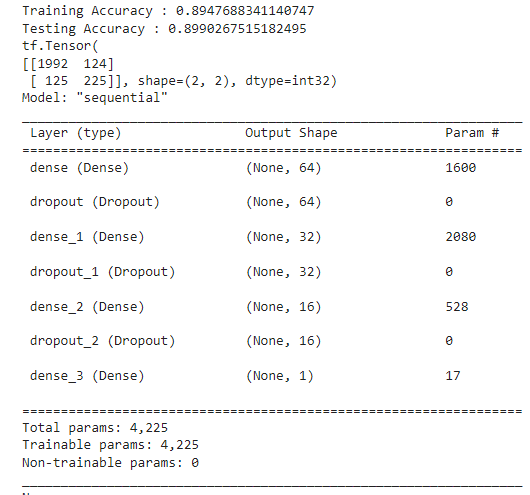 Training Accuracy : 0.8947688341140747
Testing Accuracy : 0.8990267515182495
tf.Tensor(
[[1992 124]
[ 125 225]], shape=(2, 2), dtype=int32)
Model: "sequential"
Layer (type) Output Shape Param #
=================================================================
dense (Dense) (None, 64) 1600
dropout (Dropout) (None, 64) 0
dense_1 (Dense) (None, 32) 2080
dropout_1 (Dropout) (None, 32) 0
dense_2 (Dense) (None, 16) 528
dropout_2 (Dropout) (None, 16) 0
dense_3 (Dense) (None, 1) 17
=================================================================
Total params: 4,225
Trainable params: 4,225
Non-trainable params: 0